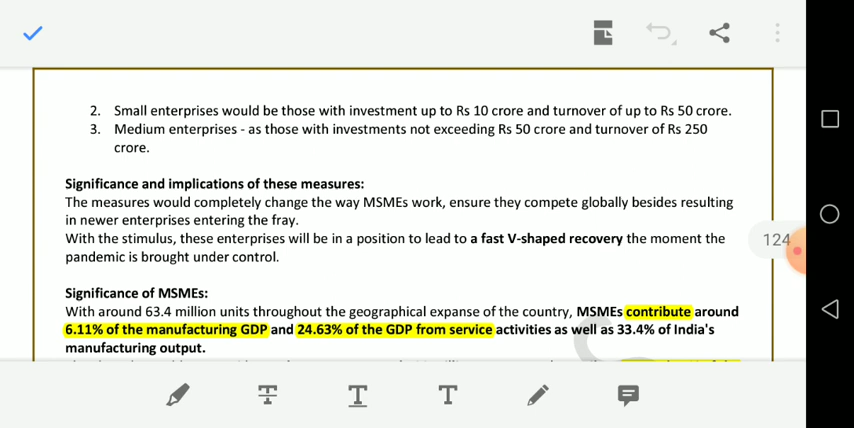 2. Small enterprises would be those with investment up to Rs 10 crore and turnover of up to Rs 50 crore.
3. Medium enterprises - as those with investments not exceeding Rs 50 crore and turnover of Rs 250
crore.
Significance and implications of these measures:
The measures would completely change the way MSMEs work, ensure they compete globally besides resulting
in newer enterprises entering the fray.
With the stimulus, these enterprises will be in a position to lead to a fast V-shaped recovery the moment the
pandemic is brought under control.
124
Significance of MSMEs:
With around 63.4 million units throughout the geographical expanse of the country, MSMEs contribute around
6.11% of the manufacturing GDP and 24.63% of the GDP from service activities as well as 33.4% of India's
manufacturing output.
T T T